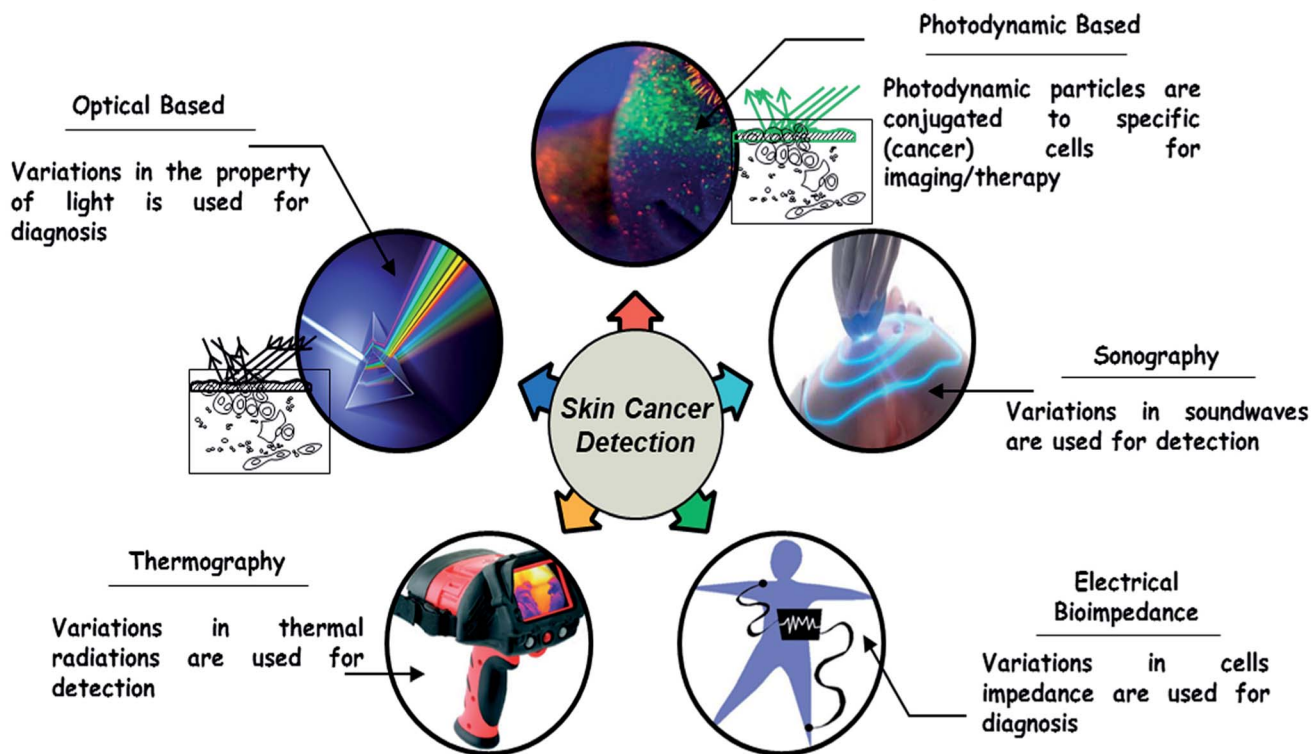 Photodynamic Based
Photodynamic particles are
conjugated to specific
(cancer) cells for
imaging/therapy
Optical Based
Variations in the property
of light is used for
diagnosis
Sonography
Variations in soundwaves
are used for detection
Skin Cancer
Detection
Thermography
Variations in thermal
radiations are used for
detection
Electrical
Bioimpedance
Variations in cells
impedance are used for
diagnosis